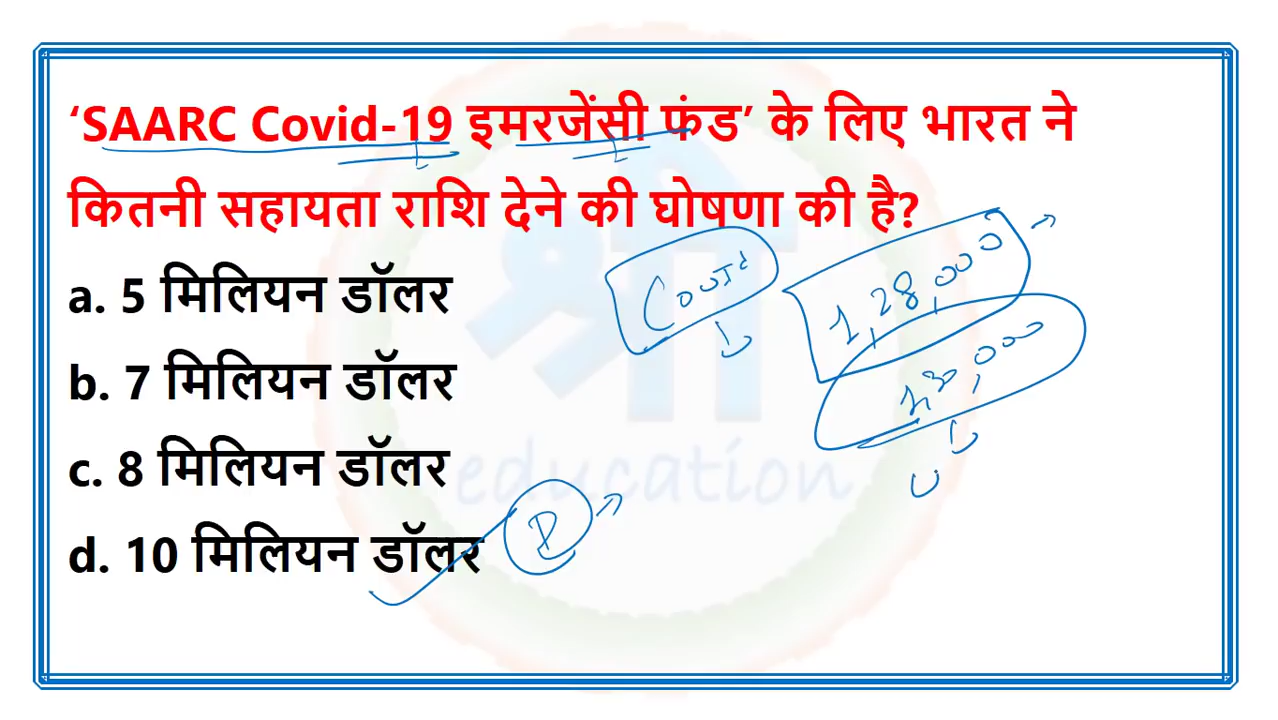 ‘SAARC Covid-19 इमरजेंसी फंड’ के लिए भारत ने
कितनी सहायता राशि देने की घोषणा की है?
a. 5 मिलियन डॉलर
b. 7 मिलियन डॉलर
c. 8 मिलियन डॉलर
d. 10 मिलियन डॉलर
1,28,000
श्री
education